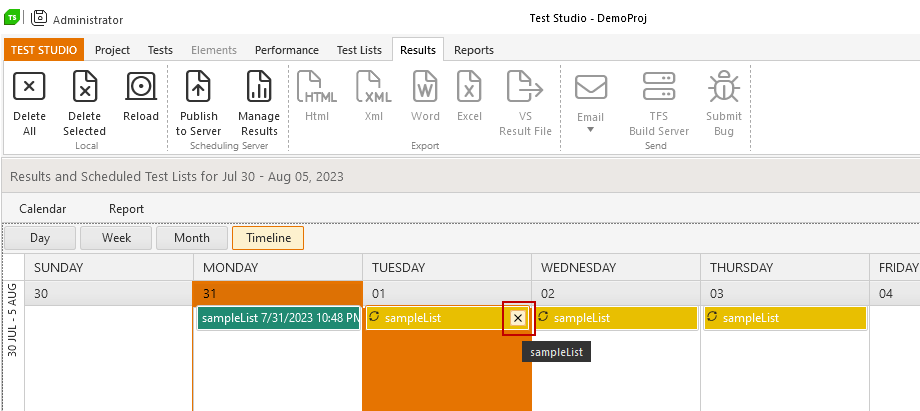 TS Administrator Test Studio - DemoProj
TEST STUDIO Project Tests Elements Performance Test Lists Results Reports
HTML XML W X
Delete All Delete Selected Reload Publish to Server Manage Results Html Xml Word Excel VS Result File Email TFS Build Server Submit Bug
Local Scheduling Server Export Send
Results and Scheduled Test Lists for Jul 30 - Aug 05, 2023
Calendar Report
Day Week Month Timeline
SUNDAY MONDAY TUESDAY WEDNESDAY THURSDAY FRIDAY
30 JUL - 5 AUG
30 31 01 02 03 04
sampleList 7/31/2023 10:48 PM sampleList sampleList sampleList
sampleList